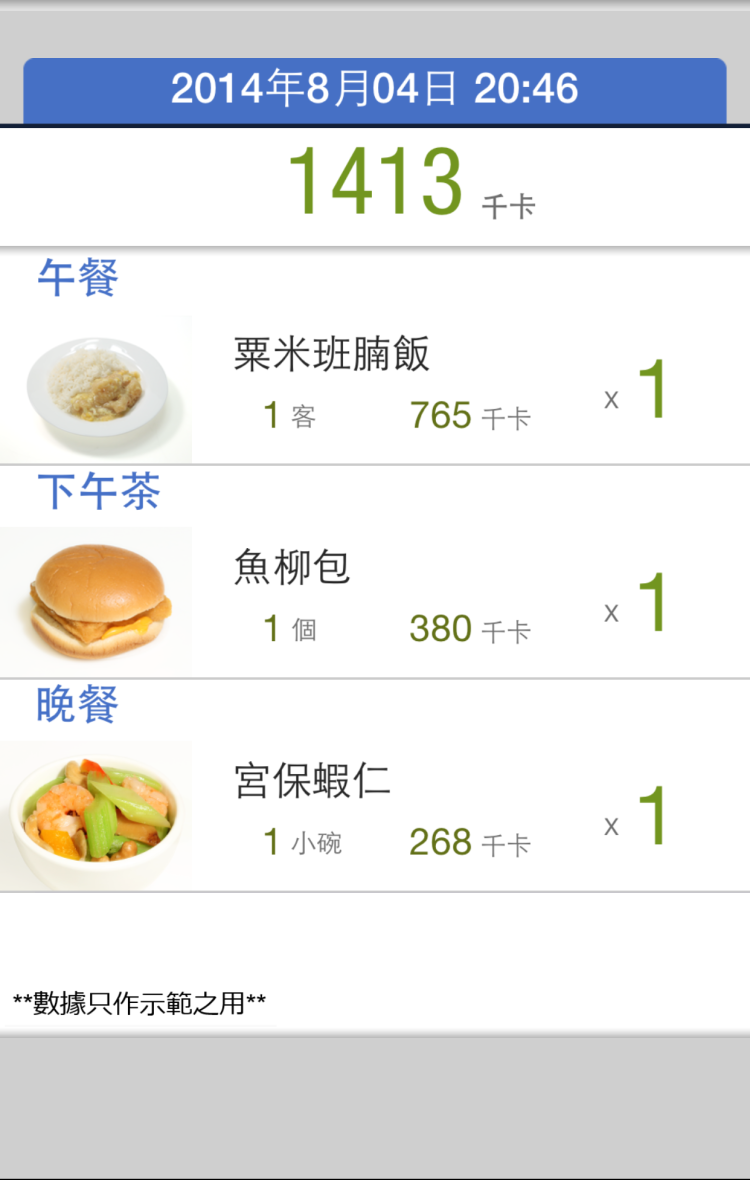 2014年8月04日 20:46
1413 千卡
午餐
粟米班腩飯
1 客 765 千卡 x 1
下午茶
魚柳包
1 個 380 千卡 x 1
晚餐
宮保蝦仁
1 小碗 268 千卡 x 1
**數據只作示範之用**